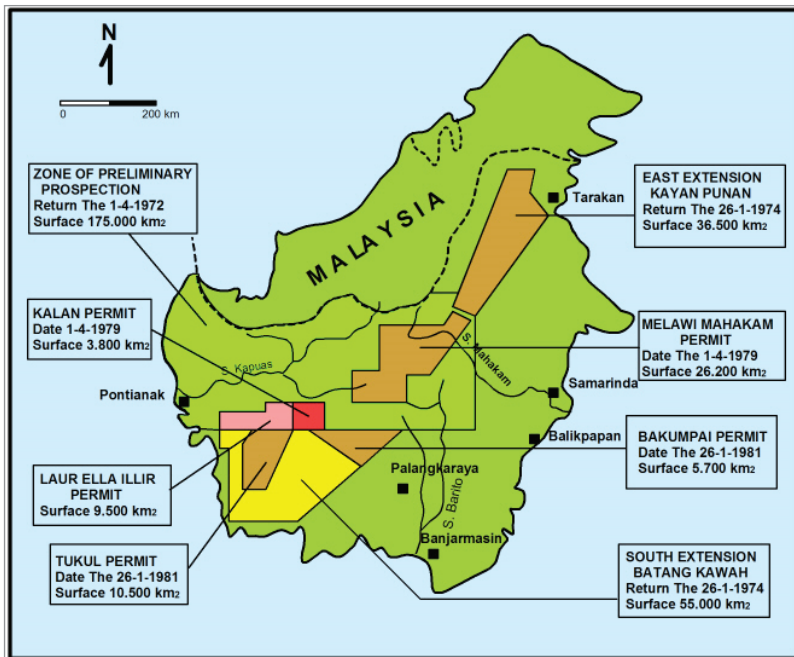 N
0 200 km
ZONE OF PRELIMINARY
PROSPECTION
Return The 1-4-1972
Surface 175.000 km2
EAST EXTENSION
KAYAN PUNAN
Return The 26-1-1974
Surface 36.500 km2
Tarakan
MALAYSIA
KALAN PERMIT
Date 1-4-1979
Surface 3.800 km2
MELAWI MAHAKAM
PERMIT
Date The 1-4-1979
Surface 26.200 km2
S. Mahakam
S. Kapuas
Pontianak
Samarinda
Balikpapan
BAKUMPAI PERMIT
Date The 26-1-1981
Surface 5.700 km2
LAUR ELLA ILLIR
PERMIT
Surface 9.500 km2
Palangkaraya
S. Barito
Banjarmasin
TUKUL PERMIT
Date The 26-1-1981
Surface 10.500 km2
SOUTH EXTENSION
BATANG KAWAH
Return The 26-1-1974
Surface 55.000 km2